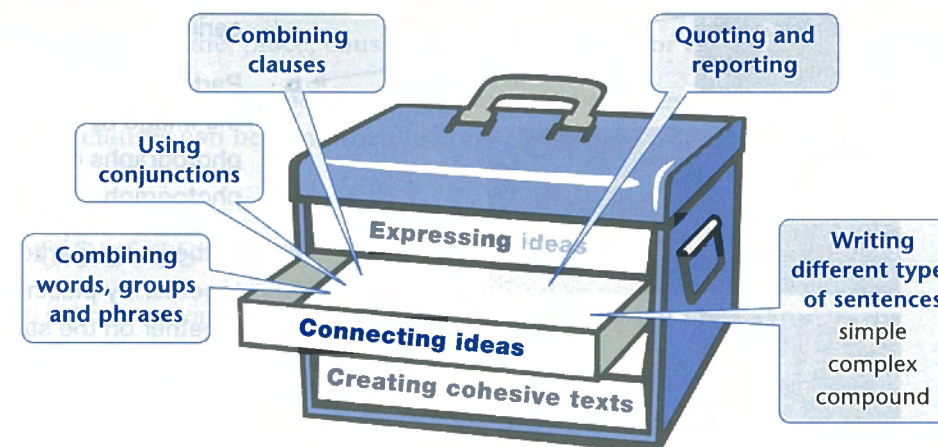 Combining
clauses
Quoting and
reporting
Using
conjunctions
Expressing ideas
Combining
words, groups
and phrases
Writing
different type
of sentences
simple
complex
compound
Connecting ideas
Creating cohesive texts